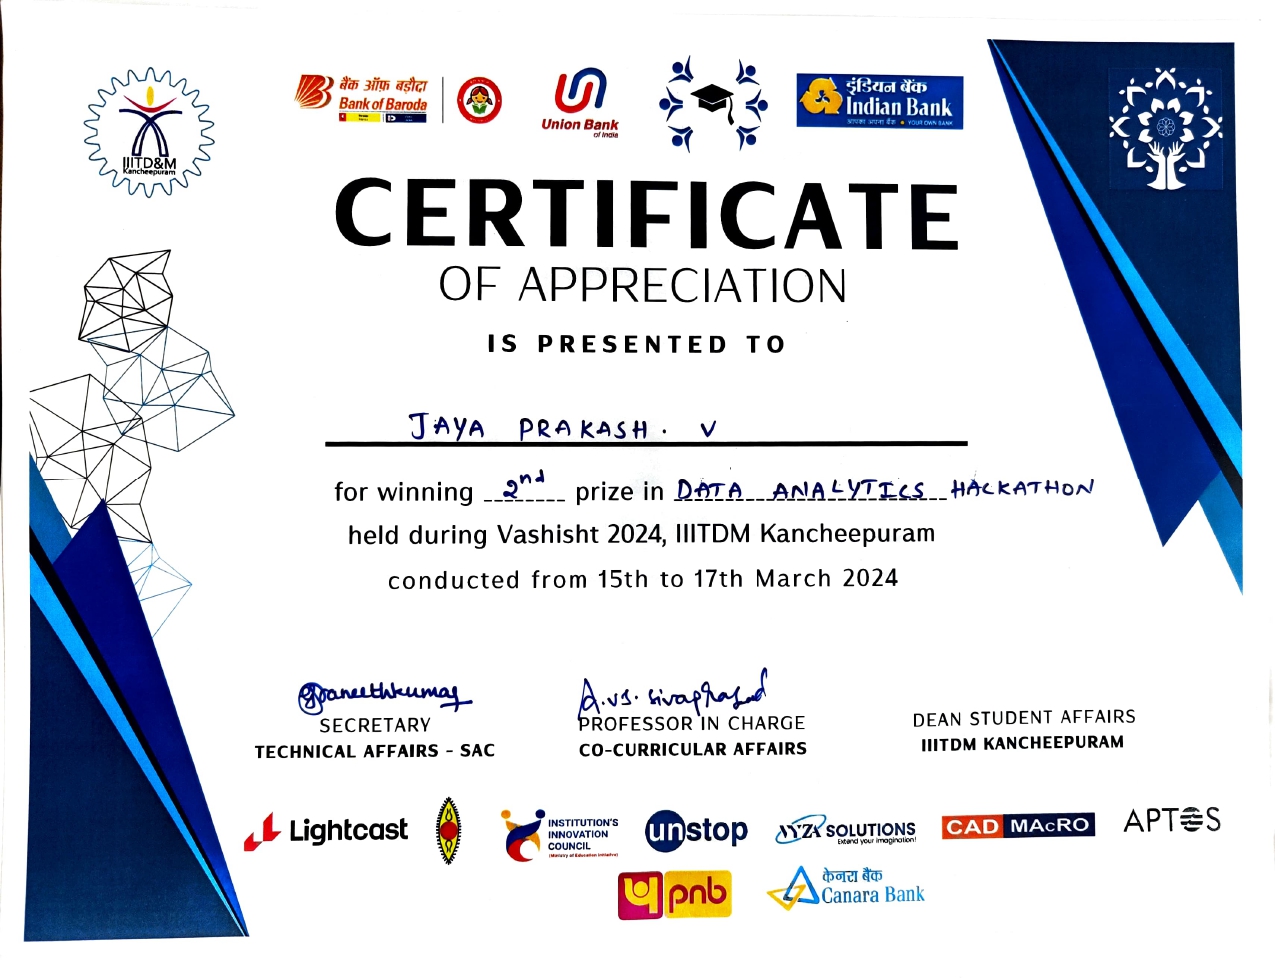 IIITD&M
Kancheepuram
बैंक ऑफ़ बड़ौदा
Bank of Baroda
Union Bank
of India
इंडियन बैंक
Indian Bank
आपका अपना बैंक YOUR OWN BANK
CERTIFICATE
OF APPRECIATION
IS PRESENTED TO
JAYA PRAKASH. V
for winning 2nd prize in DATA ANALYTICS HACKATHON
held during Vashisht 2024, IIITDM Kancheepuram
conducted from 15th to 17th March 2024
A.V.S. Sivaprasad
SECRETARY
TECHNICAL AFFAIRS - SAC
PROFESSOR IN CHARGE
CO-CURRICULAR AFFAIRS
DEAN STUDENT AFFAIRS
IIITDM KANCHEEPURAM
Lightcast
INSTITUTION'S
INNOVATION
COUNCIL
(Ministry of Education Initiative)
unstop
XYZA SOLUTIONS
Extend your imagination!
CAD MAcRO
APTOS
pnb
केनरा बैंक
Canara Bank